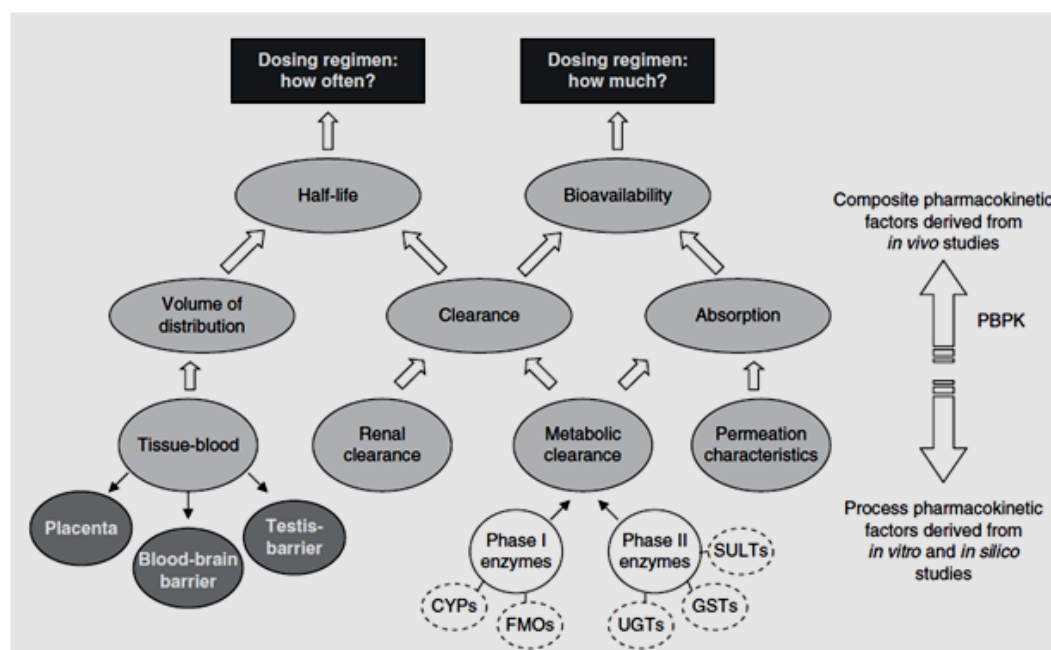 Dosing regimen:
how often?
Dosing regimen:
how much?
Half-life
Bioavailability
Composite pharmacokinetic
factors derived from
in vivo studies
Volume of
distribution
Clearance
Absorption
PBPK
Tissue-blood
Renal
clearance
Metabolic
clearance
Permeation
characteristics
Placenta
Blood-brain
barrier
Testis-
barrier
Phase I
enzymes
Phase II
enzymes
SULTs
CYPs
FMOs
UGTs
GSTs
Process pharmacokinetic
factors derived from
in vitro and in silico
studies